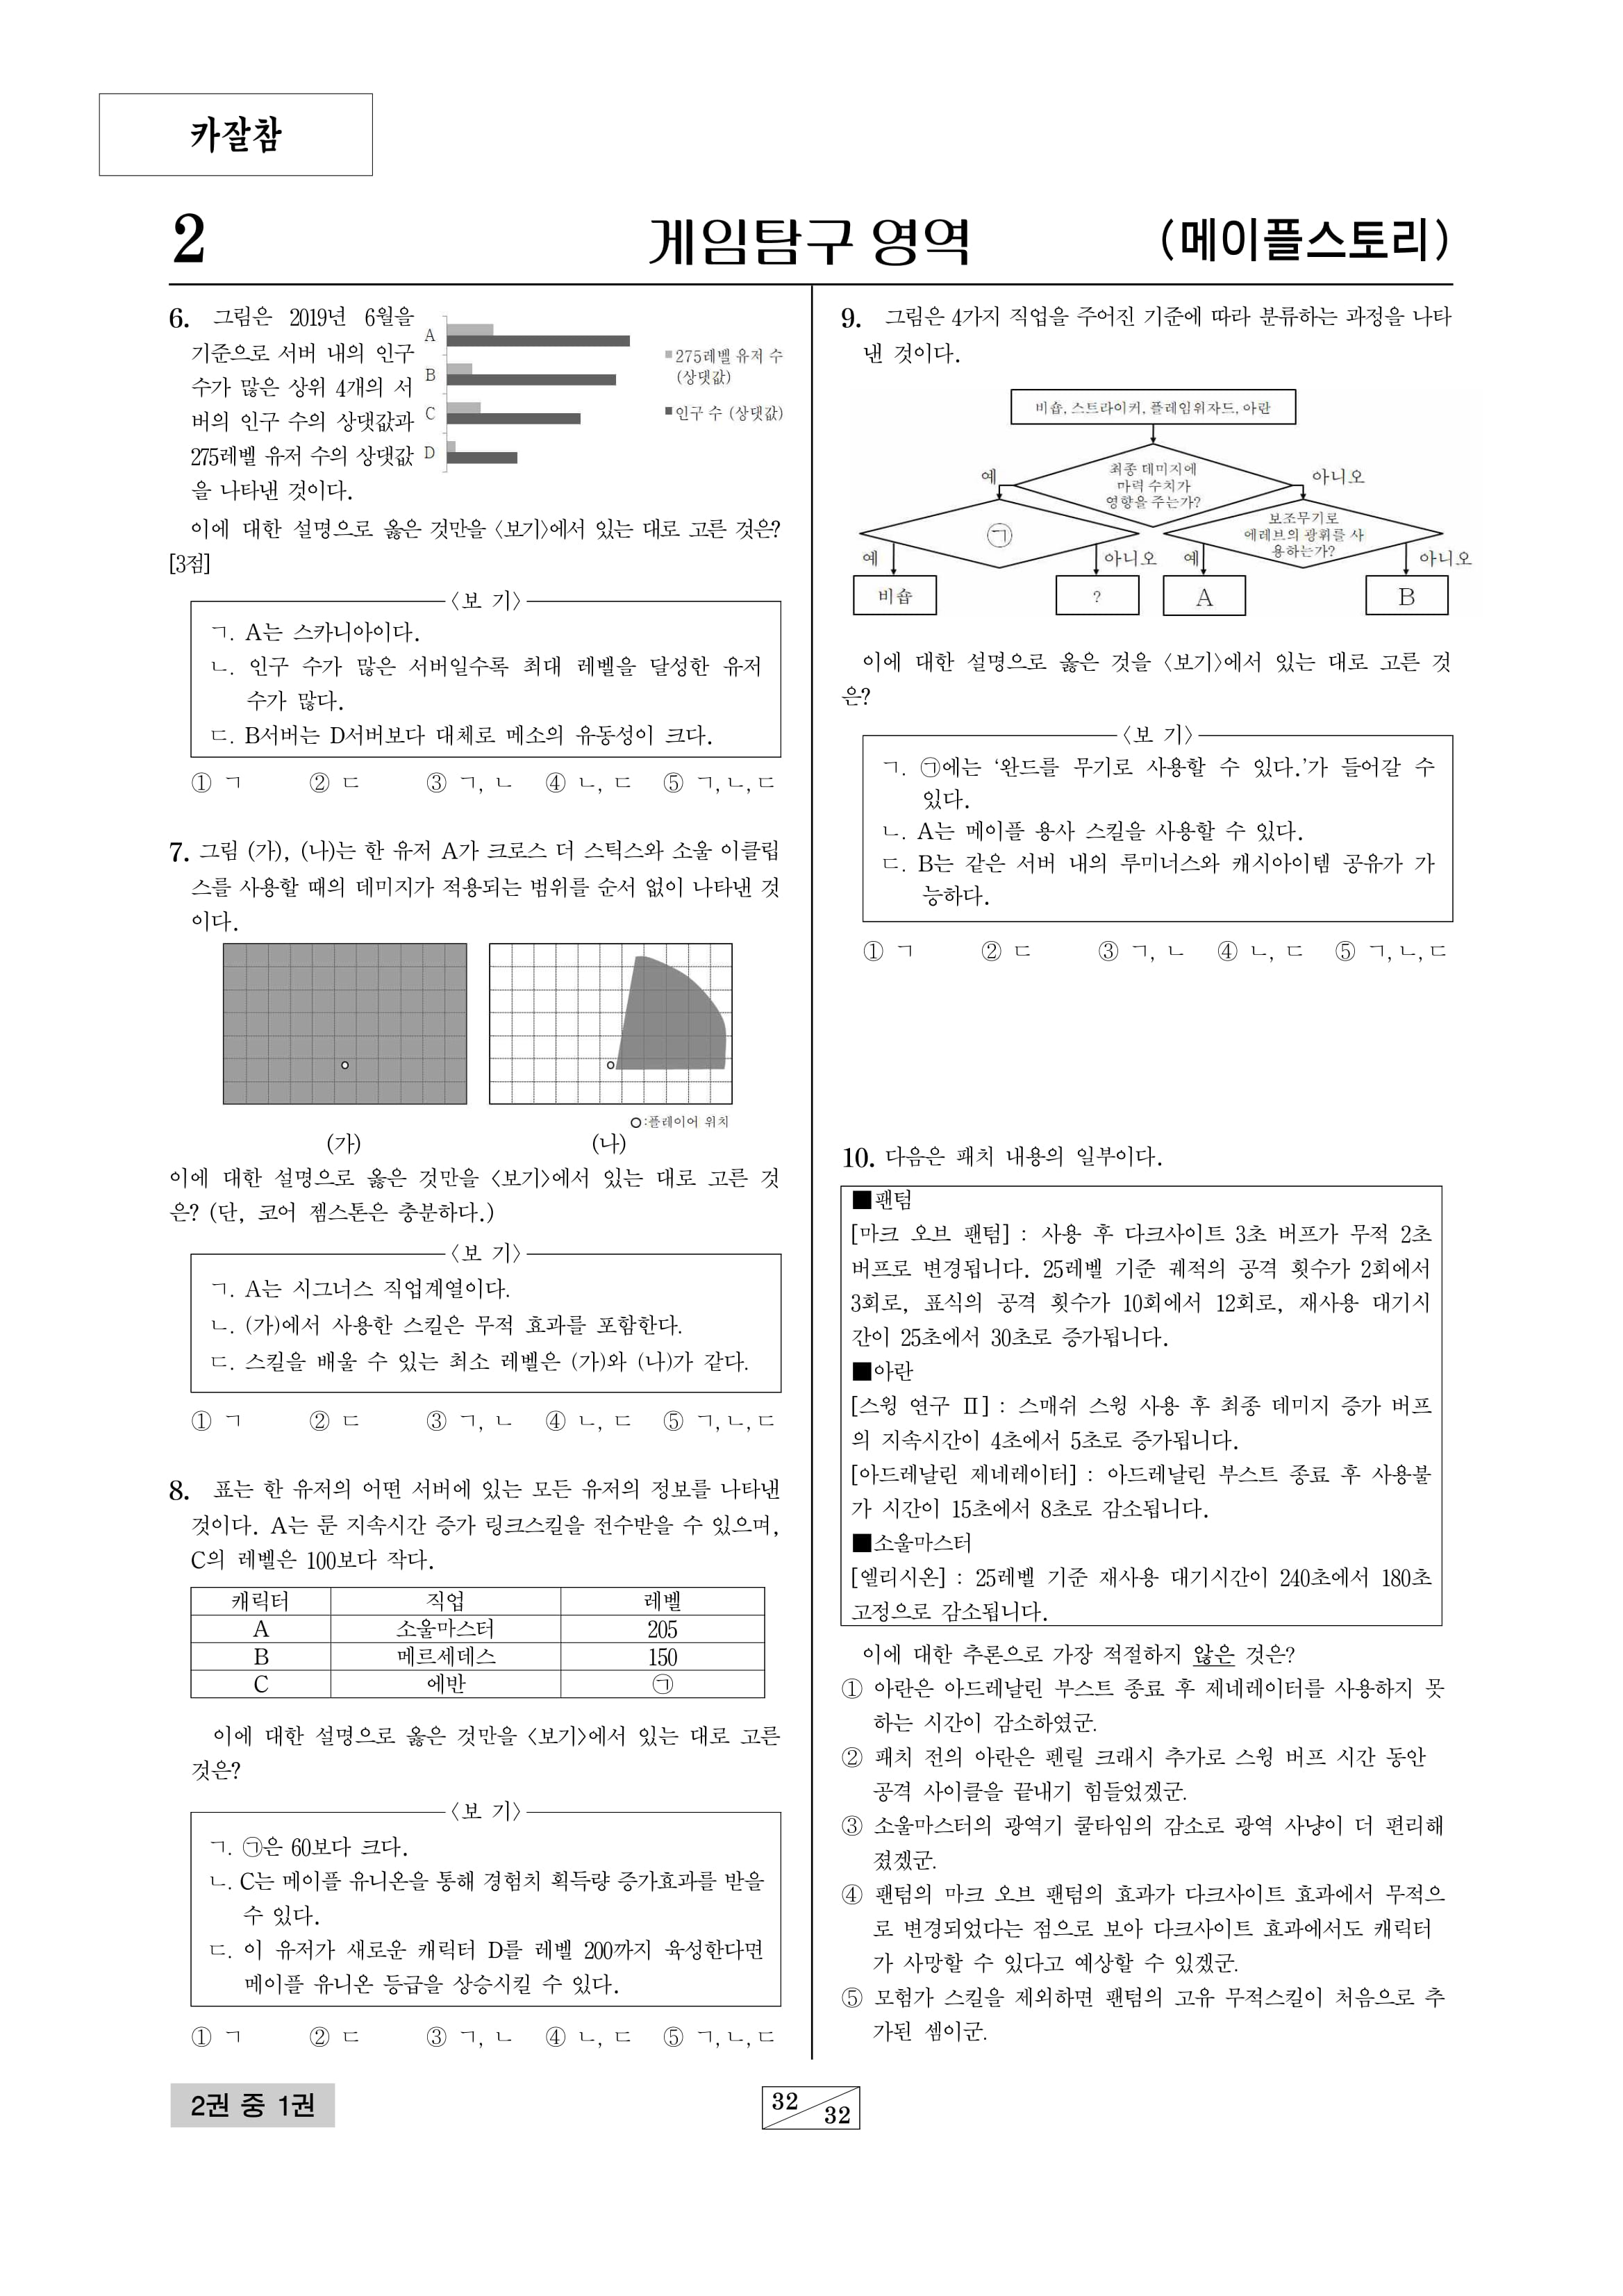 카잘참
2
게임탐구 영역
(메이플스토리)
6. 그림은 2019년 6월을
기준으로 서버 내의 인구
수가 많은 상위 4개의 서
버의 인구 수의 상댓값과
275레벨 유저 수의 상댓값
을 나타낸 것이다.
A
B
C
D
275레벨 유저 수
(상댓값)
인구 수 (상댓값)
이에 대한 설명으로 옳은 것만을 〈보기〉에서 있는 대로 고른 것은?
[3점]
〈보 기〉
ㄱ. A는 스카니아이다.
ㄴ. 인구 수가 많은 서버일수록 최대 레벨을 달성한 유저
수가 많다.
ㄷ. B서버는 D서버보다 대체로 메소의 유동성이 크다.
① ㄱ ② ㄷ ③ ㄱ, ㄴ ④ ㄴ, ㄷ ⑤ ㄱ,ㄴ,ㄷ
7. 그림 (가), (나)는 한 유저 A가 크로스 더 스틱스와 소울 이클립
스를 사용할 때의 데미지가 적용되는 범위를 순서 없이 나타낸 것
이다.
O:플레이어 위치
(가) (나)
이에 대한 설명으로 옳은 것만을 〈보기〉에서 있는 대로 고른 것
은? (단, 코어 젬스톤은 충분하다.)
〈보 기〉
ㄱ. A는 시그너스 직업계열이다.
ㄴ. (가)에서 사용한 스킬은 무적 효과를 포함한다.
ㄷ. 스킬을 배울 수 있는 최소 레벨은 (가)와 (나)가 같다.
① ㄱ ② ㄷ ③ ㄱ, ㄴ ④ ㄴ, ㄷ ⑤ ㄱ,ㄴ,ㄷ
8. 표는 한 유저의 어떤 서버에 있는 모든 유저의 정보를 나타낸
것이다. A는 룬 지속시간 증가 링크스킬을 전수받을 수 있으며,
C의 레벨은 100보다 작다.
캐릭터 직업 레벨
A 소울마스터 205
B 메르세데스 150
C 에반 ㉠
이에 대한 설명으로 옳은 것만을 〈보기〉에서 있는 대로 고른
것은?
〈보 기〉
ㄱ. ㉠은 60보다 크다.
ㄴ. C는 메이플 유니온을 통해 경험치 획득량 증가효과를 받을
수 있다.
ㄷ. 이 유저가 새로운 캐릭터 D를 레벨 200까지 육성한다면
메이플 유니온 등급을 상승시킬 수 있다.
① ㄱ ② ㄷ ③ ㄱ, ㄴ ④ ㄴ, ㄷ ⑤ ㄱ,ㄴ,ㄷ
9. 그림은 4가지 직업을 주어진 기준에 따라 분류하는 과정을 나타
낸 것이다.
비숍, 스트라이커, 플레임위자드, 아란
예
최종 데미지에
마력 수치가
영향을 주는가?
아니오
㉠
보조무기로
에레브의 광휘를 사
용하는가?
예 아니오 예 아니오
비숍 ? A B
이에 대한 설명으로 옳은 것을 〈보기〉에서 있는 대로 고른 것
은?
〈보 기〉
ㄱ. ㉠에는 '완드를 무기로 사용할 수 있다.'가 들어갈 수
있다.
ㄴ. A는 메이플 용사 스킬을 사용할 수 있다.
ㄷ. B는 같은 서버 내의 루미너스와 캐시아이템 공유가 가
능하다.
① ㄱ ② ㄷ ③ ㄱ, ㄴ ④ ㄴ, ㄷ ⑤ ㄱ,ㄴ,ㄷ
10. 다음은 패치 내용의 일부이다.
■팬텀
[마크 오브 팬텀] : 사용 후 다크사이트 3초 버프가 무적 2초
버프로 변경됩니다. 25레벨 기준 궤적의 공격 횟수가 2회에서
3회로, 표식의 공격 횟수가 10회에서 12회로, 재사용 대기시
간이 25초에서 30초로 증가됩니다.
■아란
[스윙 연구 Ⅱ] : 스매쉬 스윙 사용 후 최종 데미지 증가 버프
의 지속시간이 4초에서 5초로 증가됩니다.
[아드레날린 제네레이터] : 아드레날린 부스트 종료 후 사용불
가 시간이 15초에서 8초로 감소됩니다.
■소울마스터
[엘리시온] : 25레벨 기준 재사용 대기시간이 240초에서 180초
고정으로 감소됩니다.
이에 대한 추론으로 가장 적절하지 않은 것은?
① 아란은 아드레날린 부스트 종료 후 제네레이터를 사용하지 못
하는 시간이 감소하였군.
② 패치 전의 아란은 펜릴 크래시 추가로 스윙 버프 시간 동안
공격 사이클을 끝내기 힘들었겠군.
③ 소울마스터의 광역기 쿨타임의 감소로 광역 사냥이 더 편리해
졌겠군.
④ 팬텀의 마크 오브 팬텀의 효과가 다크사이트 효과에서 무적으
로 변경되었다는 점으로 보아 다크사이트 효과에서도 캐릭터
가 사망할 수 있다고 예상할 수 있겠군.
⑤ 모험가 스킬을 제외하면 팬텀의 고유 무적스킬이 처음으로 추
가된 셈이군.
2권 중 1권
32
32